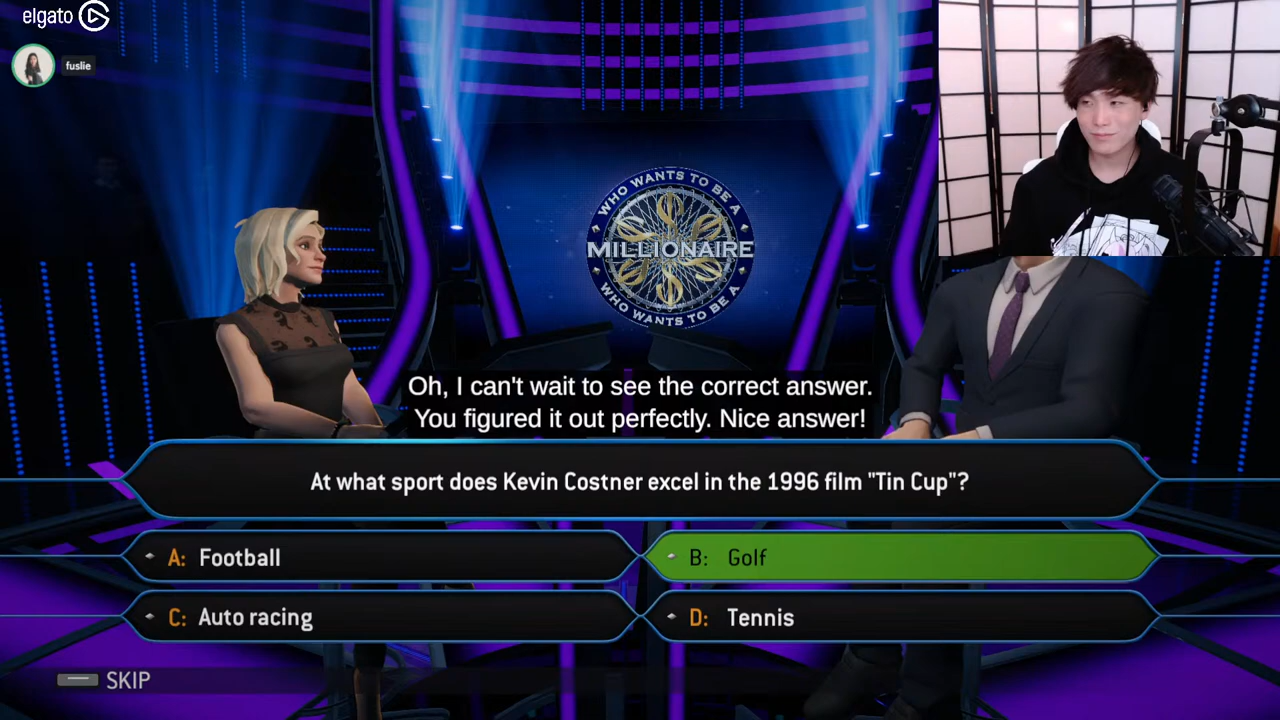 elgato
fuslie
WHO WANTS TO BE A
MILLIONAIRE
WHO WANTS TO BE A
Oh, I can't wait to see the correct answer.
You figured it out perfectly. Nice answer!
At what sport does Kevin Costner excel in the 1996 film "Tin Cup"?
A: Football
B: Golf
C: Auto racing
D: Tennis
SKIP